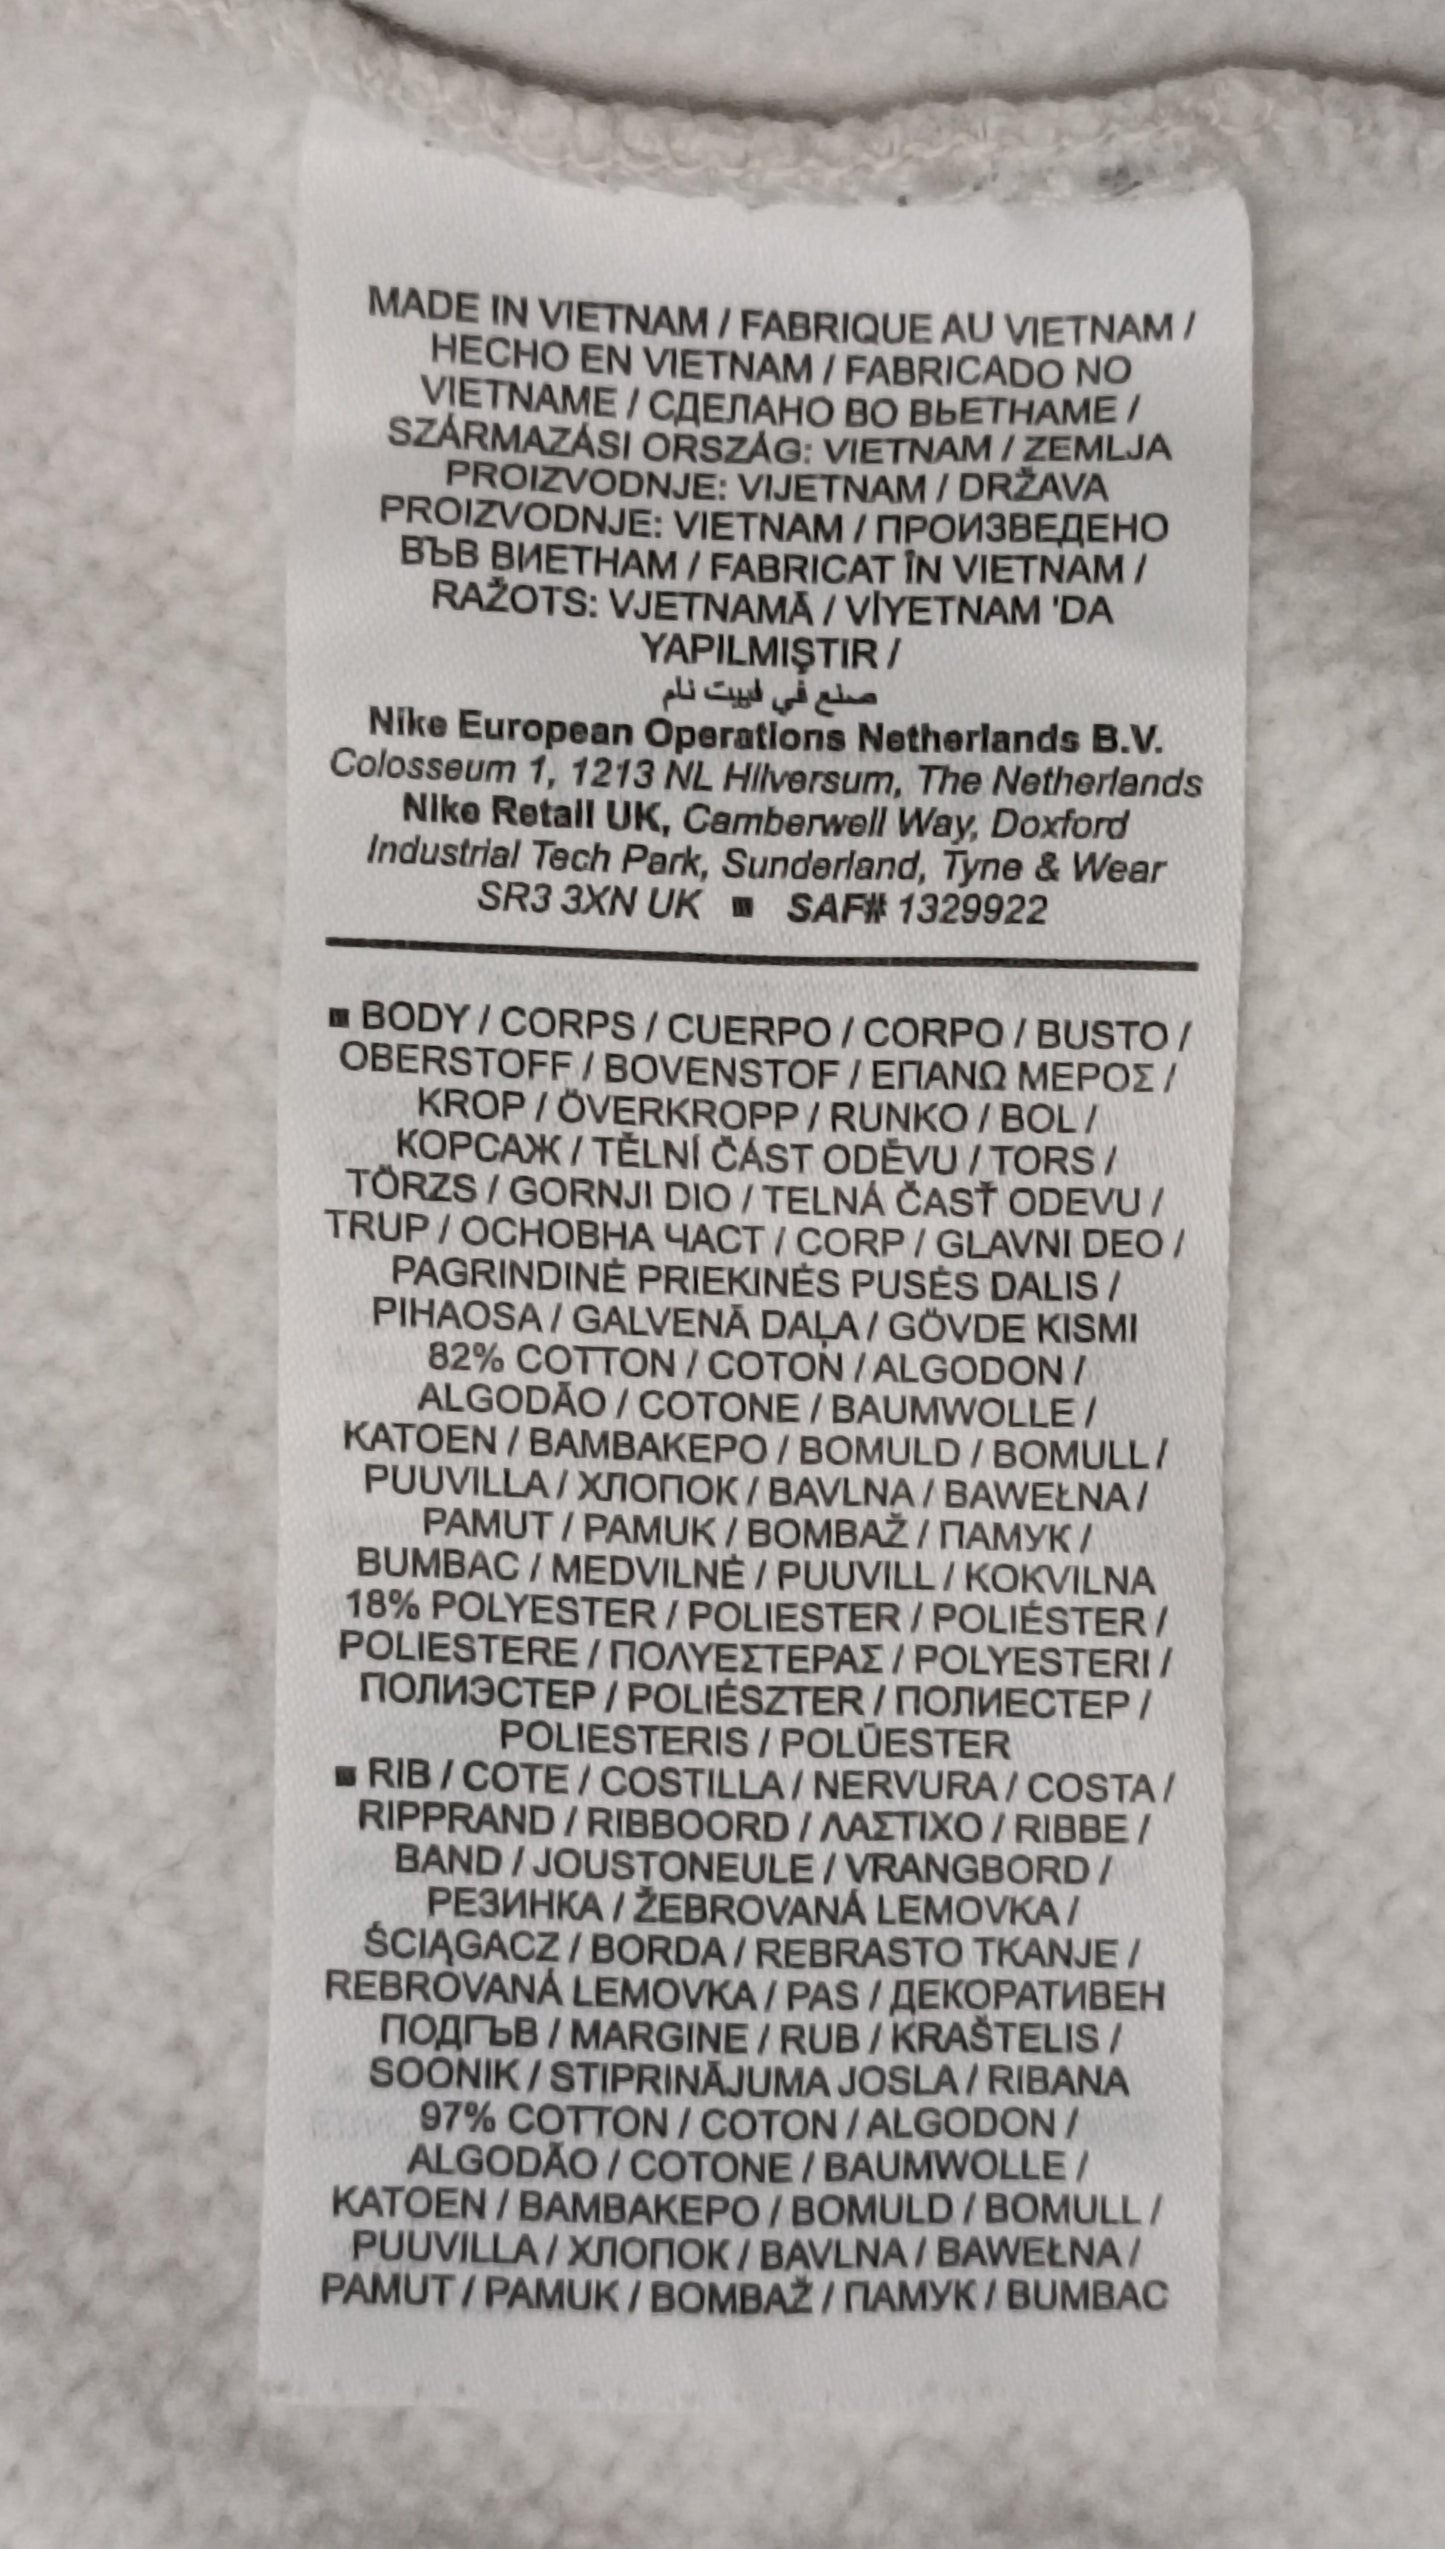 MADE IN VIETNAM / FABRIQUE AU VIETNAM /
HECHO EN VIETNAM / FABRICADO NO
VIETNAME / СДЕЛАНО ВО ВЬЕТНАМЕ /
SZÁRMAZÁSI ORSZÁG: VIETNAM / ZEMLJA
PROIZVODNJE: VIJETNAM / DRŽAVA
PROIZVODNJE: VIETNAM / ПРОИЗВЕДЕНО
ВЪВ ВИЕТНАМ / FABRICAT ÎN VIETNAM /
RAŽOTS: VJETNAMĀ / VİYETNAM 'DA
YAPILMIŞTIR /
صنع في فييت نام
Nike European Operations Netherlands B.V.
Colosseum 1, 1213 NL Hilversum, The Netherlands
Nike Retail UK, Camberwell Way, Doxford
Industrial Tech Park, Sunderland, Tyne & Wear
SR3 3XN UK ■ SAF# 1329922
■ BODY / CORPS / CUERPO / CORPO / BUSTO /
OBERSTOFF / BOVENSTOF / ΕΠΑΝΩ ΜΕΡΟΣ /
KROP / ÖVERKROPP / RUNKO / BOL /
КОРСАЖ / TĚLNÍ ČÁST ODĚVU / TORS /
TÖRZS / GORNJI DIO / TELNÁ ČASŤ ODEVU /
TRUP / ОСНОВНА ЧАСТ / CORP / GLAVNI DEO /
PAGRINDINĖ PRIEKINĖS PUSĖS DALIS /
PIHAOSA / GALVENĀ DAĻA / GÖVDE KISMI
82% COTTON / COTON / ALGODON /
ALGODÃO / COTONE / BAUMWOLLE /
KATOEN / ΒΑΜΒΑΚΕΡΟ / BOMULD / BOMULL /
PUUVILLA / ХЛОПОК / BAVLNA / BAWEŁNA /
PAMUT / PAMUK / BOMBAŽ / ПАМУК /
BUMBAC / MEDVILNĖ / PUUVILL / KOKVILNA
18% POLYESTER / POLIESTER / POLIÉSTER /
POLIESTERE / ΠΟΛΥΕΣΤΕΡΑΣ / POLYESTERI /
ПОЛИЭСТЕР / POLIÉSZTER / ПОЛИЕСТЕР /
POLIESTERIS / POLÜESTER
■ RIB / COTE / COSTILLA / NERVURA / COSTA /
RIPPRAND / RIBBOORD / ΛΑΣΤΙΧΟ / RIBBE /
BAND / JOUSTONEULE / VRANGBORD /
РЕЗИНКА / ŽEBROVANÁ LEMOVKA /
ŚCIĄGACZ / BORDA / REBRASTO TKANJE /
REBROVANÁ LEMOVKA / PAS / ДЕКОРАТИВЕН
ПОДГЪВ / MARGINE / RUB / KRAŠTELIS /
SOONIK / STIPRINĀJUMA JOSLA / RIBANA
97% COTTON / COTON / ALGODON /
ALGODÃO / COTONE / BAUMWOLLE /
KATOEN / ΒΑΜΒΑΚΕΡΟ / BOMULD / BOMULL /
PUUVILLA / ХЛОПОК / BAVLNA / BAWEŁNA /
PAMUT / PAMUK / BOMBAŽ / ПАМУК / BUMBAC